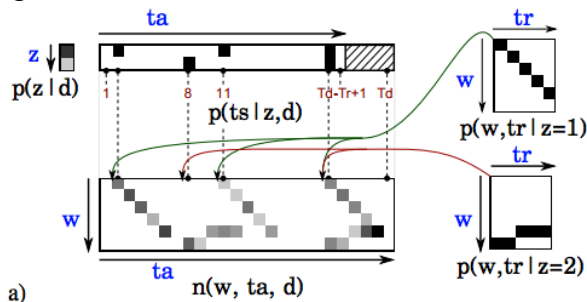 ta
tr
z
w
p(z|d)
1
8
11
Td-Tr+1
Td
p(ts|z,d)
p(w,tr|z=1)
tr
w
w
p(w,tr|z=2)
ta
n(w, ta, d)
a)